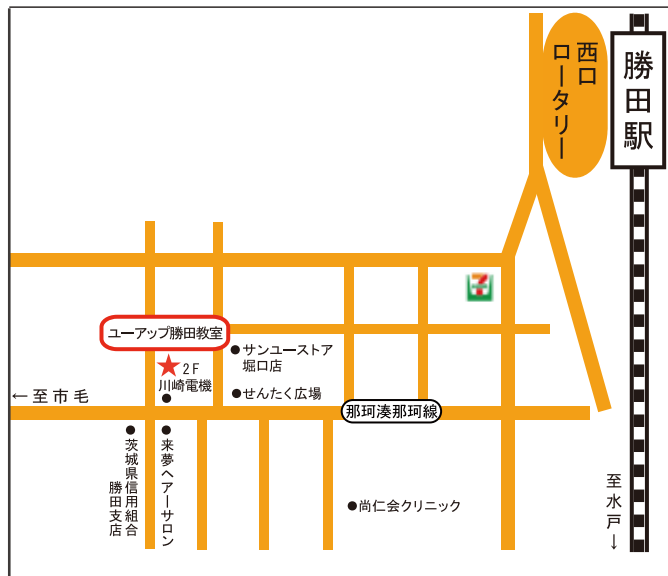 勝田駅
西口
ロータリー
7
ユーアップ勝田教室
2F
川崎電機
サンユーストア
堀口店
せんたく広場
←至市毛
那珂湊那珂線
茨城県信用組合
勝田支店
来夢ヘアーサロン
尚仁会クリニック
至水戸→